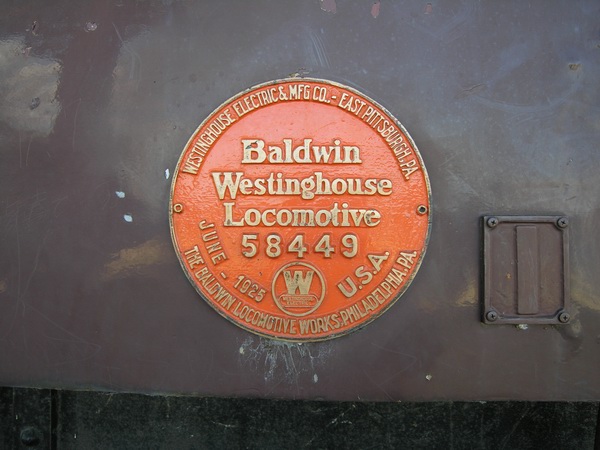 WESTINGHOUSE ELECTRIC & MFG CO. - EAST PITTSBURGH, PA.
Baldwin
Westinghouse
Locomotive
58449
JUNE - 1925
W
U.S.A.
THE BALDWIN LOCOMOTIVE WORKS. PHILADELPHIA, PA.